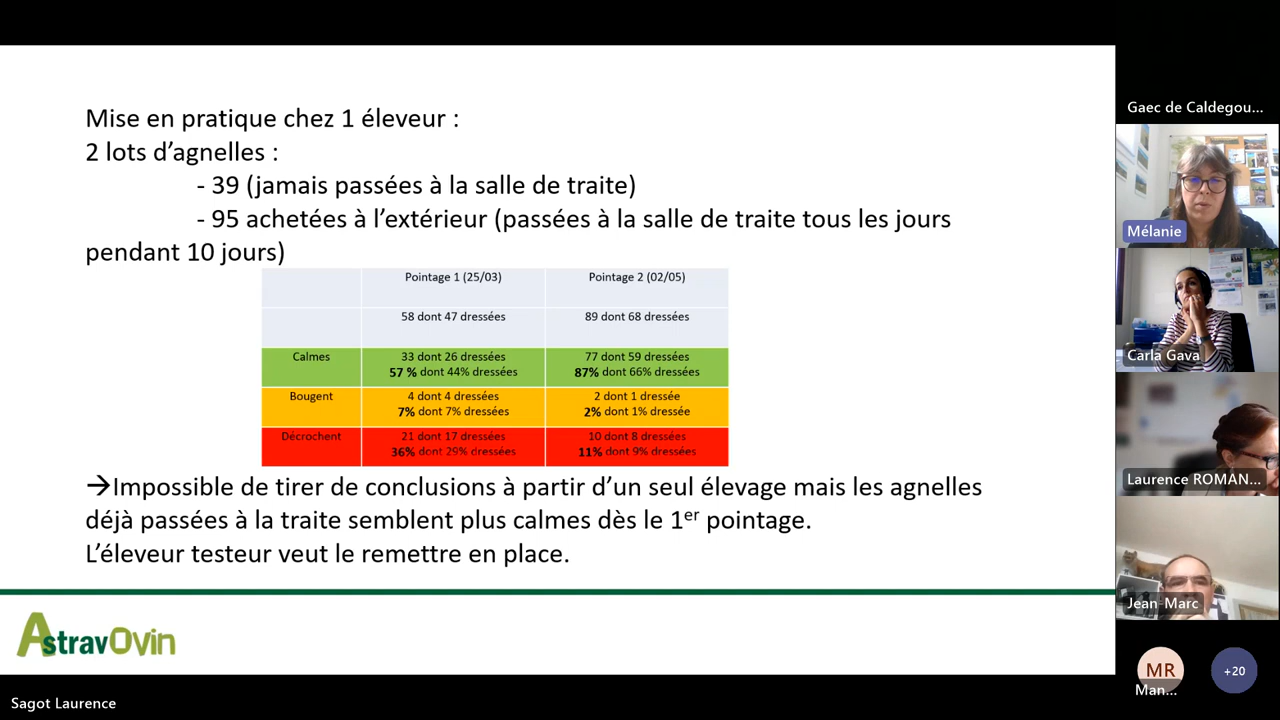 Mise en pratique chez 1 éleveur :
2 lots d’agnelles :
- 39 (jamais passées à la salle de traite)
- 95 achetées à l’extérieur (passées à la salle de traite tous les jours
pendant 10 jours)
Pointage 1 (25/03)
Pointage 2 (02/05)
58 dont 47 dressées
89 dont 68 dressées
Calmes
33 dont 26 dressées
57 % dont 44% dressées
77 dont 59 dressées
87% dont 66% dressées
Bougent
4 dont 4 dressées
7% dont 7% dressées
2 dont 1 dressée
2% dont 1% dressée
Décrochent
21 dont 17 dressées
36% dont 29% dressées
10 dont 8 dressées
11% dont 9% dressées
→Impossible de tirer de conclusions à partir d’un seul élevage mais les agnelles
déjà passées à la traite semblent plus calmes dès le 1er pointage.
L’éleveur testeur veut le remettre en place.
AstravOvin
Sagot Laurence
Gaec de Caldegou...
Mélanie
Carla Gava
Laurence ROMAN...
Jean-Marc
MR
Man...
+20